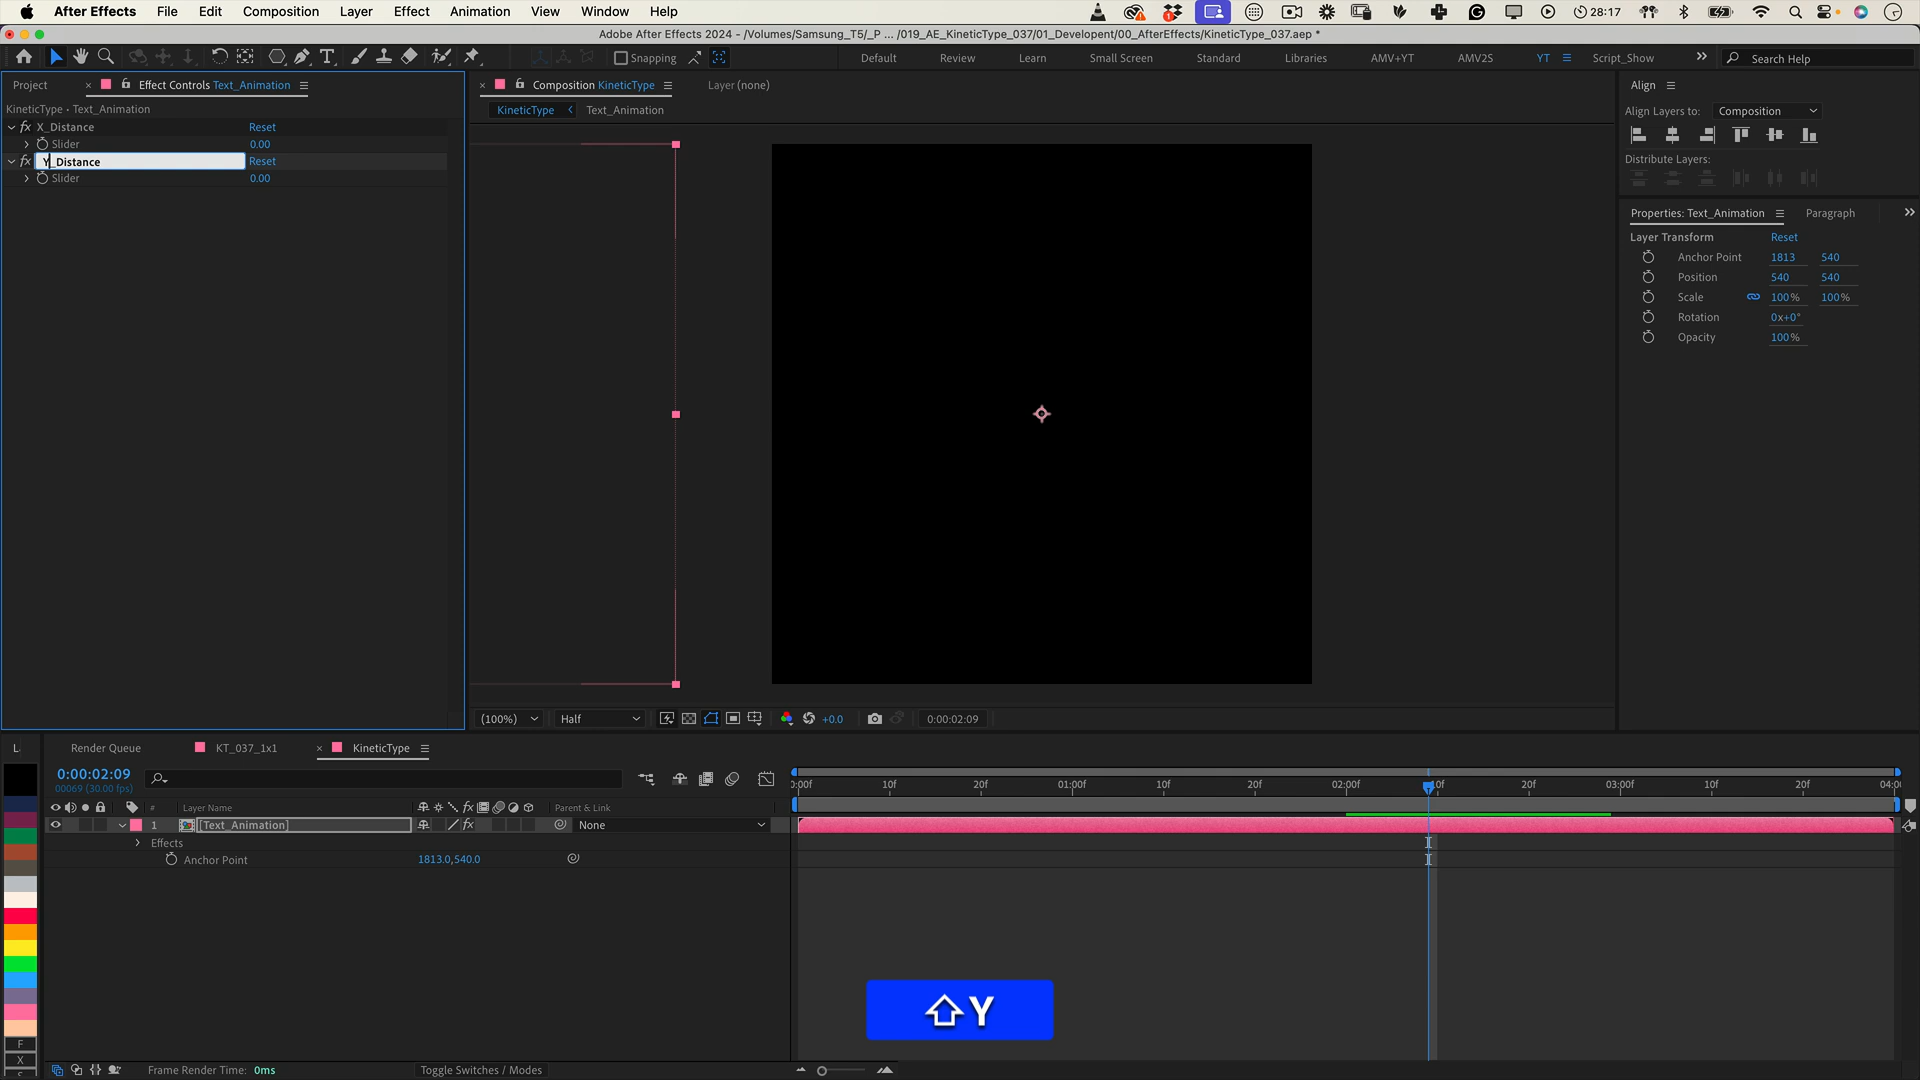 After Effects File Edit Composition Layer Effect Animation View Window Help 28:17
Adobe After Effects 2024 - /Volumes/Samsung_T5/_P ... /019_AE_KineticType_037/01_Developent/00_AfterEffects/KineticType_037.aep *
Snapping Default Review Learn Small Screen Standard Libraries AMV+YT AMV2S YT Script_Show Search Help
Project Effect Controls Text_Animation
KineticType • Text_Animation
fx X_Distance Reset
Slider 0.00
fx Y_Distance Reset
Slider 0.00
Composition KineticType Layer (none)
KineticType Text_Animation
Align
Align Layers to: Composition
Distribute Layers:
Properties: Text_Animation Paragraph
Layer Transform Reset
Anchor Point 1813 540
Position 540 540
Scale 100% 100%
Rotation 0x+0°
Opacity 100%
(100%) Half +0.0 0:00:02:09
L Render Queue KT_037_1x1 KineticType
0:00:02:09
00069 (30.00 fps)
:00f 10f 20f 01:00f 10f 20f 02:00f 10f 20f 03:00f 10f 20f 04:00
# Layer Name fx Parent & Link
1 [Text_Animation] fx None
Effects
Anchor Point 1813.0,540.0
Y
F
X
Frame Render Time: 0ms Toggle Switches / Modes